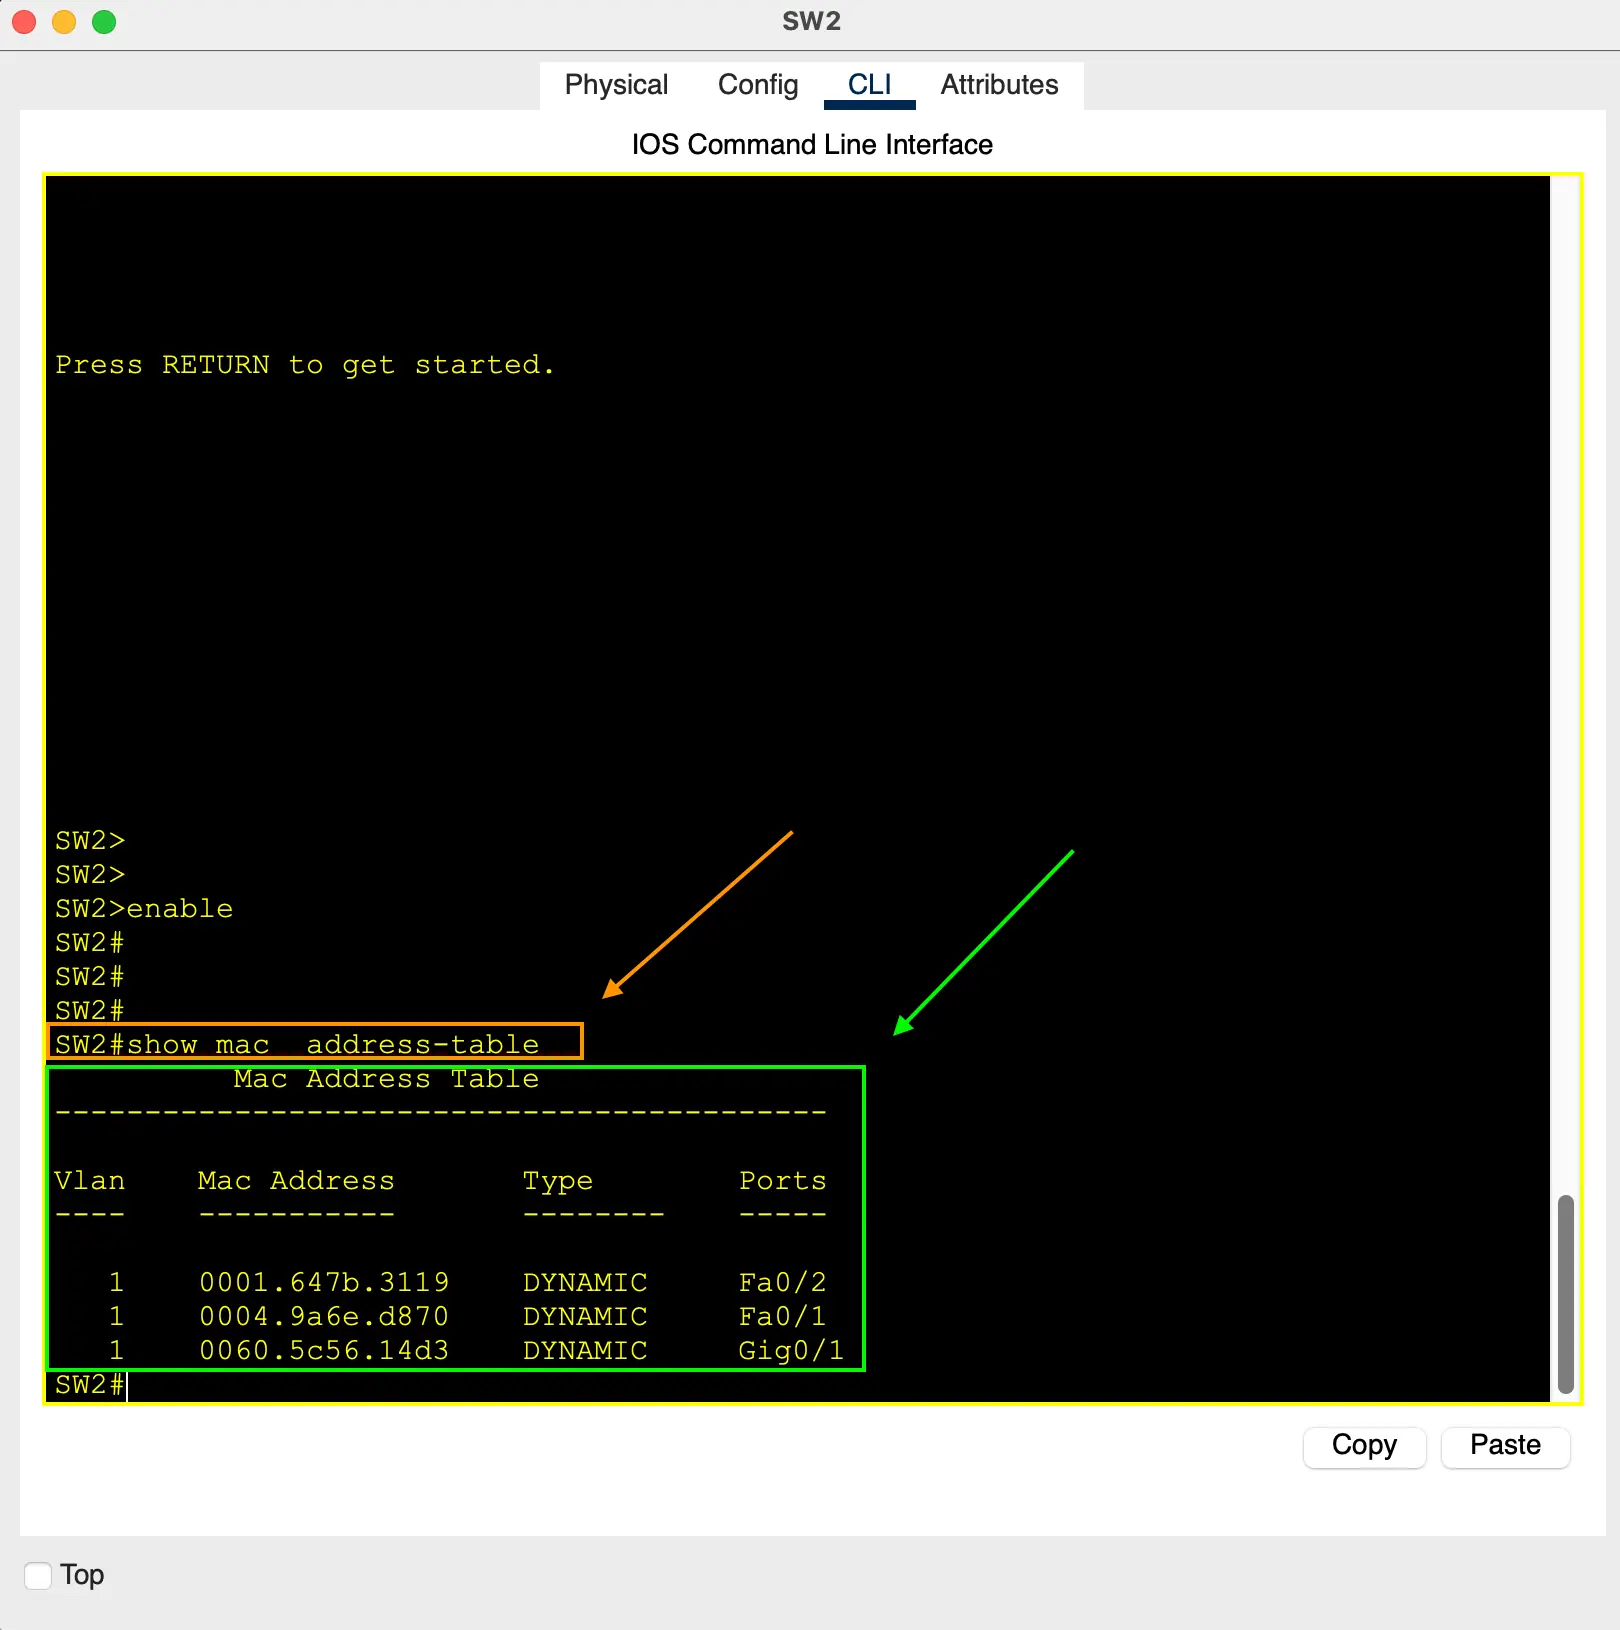 SW2
Physical Config CLI Attributes
IOS Command Line Interface
Press RETURN to get started.
SW2>
SW2>
SW2>enable
SW2#
SW2#
SW2#
SW2#show mac  address-table
Mac Address Table
-------------------------------------------
Vlan    Mac Address       Type        Ports
----    -----------       --------    -----
1    0001.647b.3119    DYNAMIC     Fa0/2
1    0004.9a6e.d870    DYNAMIC     Fa0/1
1    0060.5c56.14d3    DYNAMIC     Gig0/1
SW2#
Copy Paste
Top